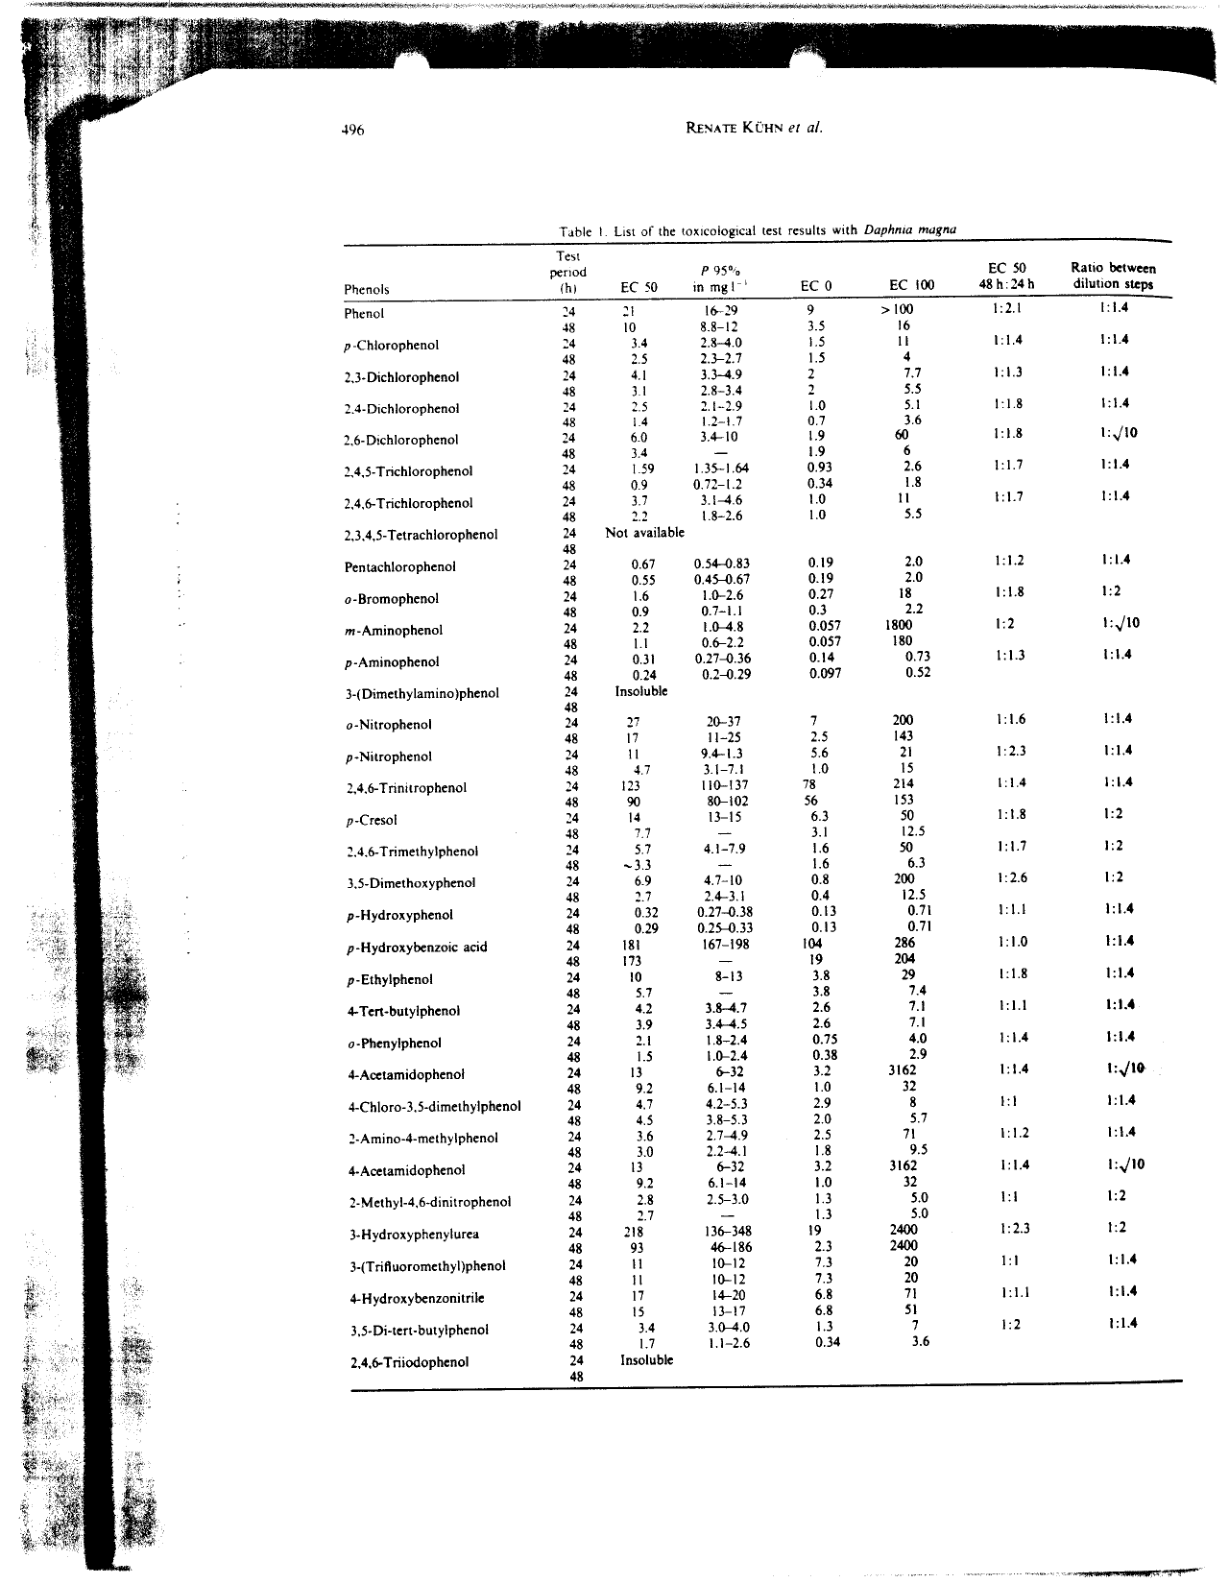 496 RENATE KÜHN et al.
Table 1. List of the toxicological test results with Daphnia magna
Test
period P 95% EC 50 Ratio between
Phenols (h) EC 50 in mg l⁻¹ EC 0 EC 100 48 h:24 h dilution steps
Phenol 24 21 16–29 9 >100 1:2.1 1:1.4
48 10 8.8–12 3.5 16
p-Chlorophenol 24 3.4 2.8–4.0 1.5 11 1:1.4 1:1.4
48 2.5 2.3–2.7 1.5 4
2,3-Dichlorophenol 24 4.1 3.3–4.9 2 7.7 1:1.3 1:1.4
48 3.1 2.8–3.4 2 5.5
2,4-Dichlorophenol 24 2.5 2.1–2.9 1.0 5.1 1:1.8 1:1.4
48 1.4 1.2–1.7 0.7 3.6
2,6-Dichlorophenol 24 6.0 3.4–10 1.9 60 1:1.8 1:√10
48 3.4 — 1.9 6
2,4,5-Trichlorophenol 24 1.59 1.35–1.64 0.93 2.6 1:1.7 1:1.4
48 0.9 0.72–1.2 0.34 1.8
2,4,6-Trichlorophenol 24 3.7 3.1–4.6 1.0 11 1:1.7 1:1.4
48 2.2 1.8–2.6 1.0 5.5
2,3,4,5-Tetrachlorophenol 24 Not available
48
Pentachlorophenol 24 0.67 0.54–0.83 0.19 2.0 1:1.2 1:1.4
48 0.55 0.45–0.67 0.19 2.0
o-Bromophenol 24 1.6 1.0–2.6 0.27 18 1:1.8 1:2
48 0.9 0.7–1.1 0.3 2.2
m-Aminophenol 24 2.2 1.0–4.8 0.057 1800 1:2 1:√10
48 1.1 0.6–2.2 0.057 180
p-Aminophenol 24 0.31 0.27–0.36 0.14 0.73 1:1.3 1:1.4
48 0.24 0.2–0.29 0.097 0.52
3-(Dimethylamino)phenol 24 Insoluble
48
o-Nitrophenol 24 27 20–37 7 200 1:1.6 1:1.4
48 17 11–25 2.5 143
p-Nitrophenol 24 11 9.4–1.3 5.6 21 1:2.3 1:1.4
48 4.7 3.1–7.1 1.0 15
2,4,6-Trinitrophenol 24 123 110–137 78 214 1:1.4 1:1.4
48 90 80–102 56 153
p-Cresol 24 14 13–15 6.3 50 1:1.8 1:2
48 7.7 — 3.1 12.5
2,4,6-Trimethylphenol 24 5.7 4.1–7.9 1.6 50 1:1.7 1:2
48 ~3.3 — 1.6 6.3
3,5-Dimethoxyphenol 24 6.9 4.7–10 0.8 200 1:2.6 1:2
48 2.7 2.4–3.1 0.4 12.5
p-Hydroxyphenol 24 0.32 0.27–0.38 0.13 0.71 1:1.1 1:1.4
48 0.29 0.25–0.33 0.13 0.71
p-Hydroxybenzoic acid 24 181 167–198 104 286 1:1.0 1:1.4
48 173 — 19 204
p-Ethylphenol 24 10 8–13 3.8 29 1:1.8 1:1.4
48 5.7 — 3.8 7.4
4-Tert-butylphenol 24 4.2 3.8–4.7 2.6 7.1 1:1.1 1:1.4
48 3.9 3.4–4.5 2.6 7.1
o-Phenylphenol 24 2.1 1.8–2.4 0.75 4.0 1:1.4 1:1.4
48 1.5 1.0–2.4 0.38 2.9
4-Acetamidophenol 24 13 6–32 3.2 3162 1:1.4 1:√10
48 9.2 6.1–14 1.0 32
4-Chloro-3,5-dimethylphenol 24 4.7 4.2–5.3 2.9 8 1:1 1:1.4
48 4.5 3.8–5.3 2.0 5.7
2-Amino-4-methylphenol 24 3.6 2.7–4.9 2.5 71 1:1.2 1:1.4
48 3.0 2.2–4.1 1.8 9.5
4-Acetamidophenol 24 13 6–32 3.2 3162 1:1.4 1:√10
48 9.2 6.1–14 1.0 32
2-Methyl-4,6-dinitrophenol 24 2.8 2.5–3.0 1.3 5.0 1:1 1:2
48 2.7 — 1.3 5.0
3-Hydroxyphenylurea 24 218 136–348 19 2400 1:2.3 1:2
48 93 46–186 2.3 2400
3-(Trifluoromethyl)phenol 24 11 10–12 7.3 20 1:1 1:1.4
48 11 10–12 7.3 20
4-Hydroxybenzonitrile 24 17 14–20 6.8 71 1:1.1 1:1.4
48 15 13–17 6.8 51
3,5-Di-tert-butylphenol 24 3.4 3.0–4.0 1.3 7 1:2 1:1.4
48 1.7 1.1–2.6 0.34 3.6
2,4,6-Triiodophenol 24 Insoluble
48